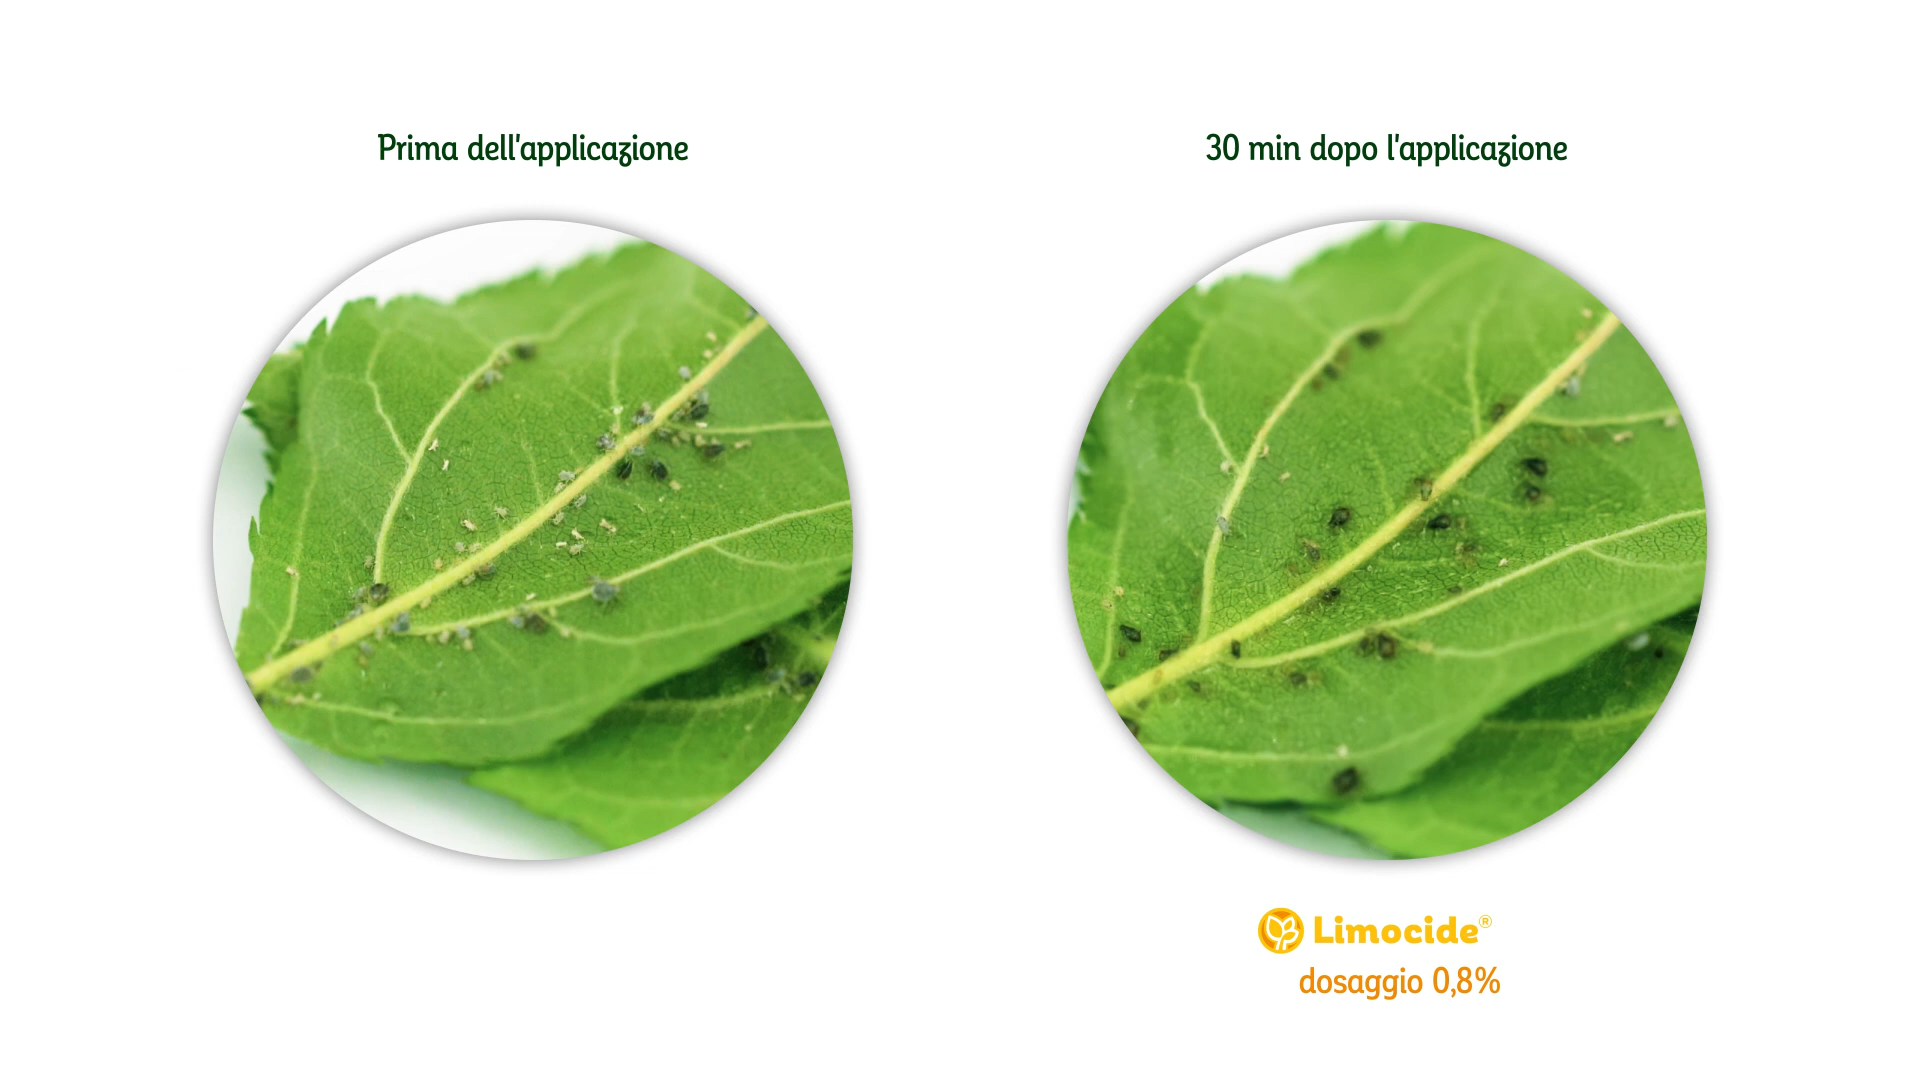 Prima dell'applicazione
30 min dopo l'applicazione
Limocide®
dosaggio 0,8%